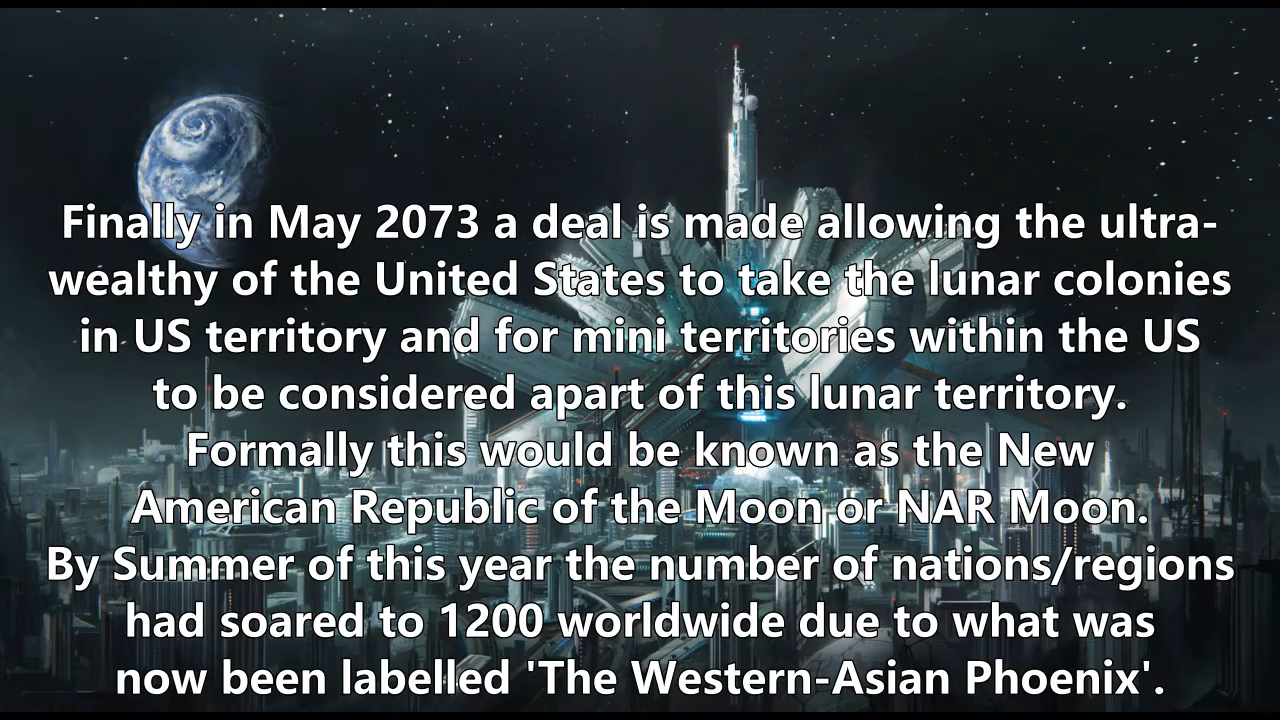 Finally in May 2073 a deal is made allowing the ultra-
wealthy of the United States to take the lunar colonies
in US territory and for mini territories within the US
to be considered apart of this lunar territory.
Formally this would be known as the New
American Republic of the Moon or NAR Moon.
By Summer of this year the number of nations/regions
had soared to 1200 worldwide due to what was
now been labelled 'The Western-Asian Phoenix'.